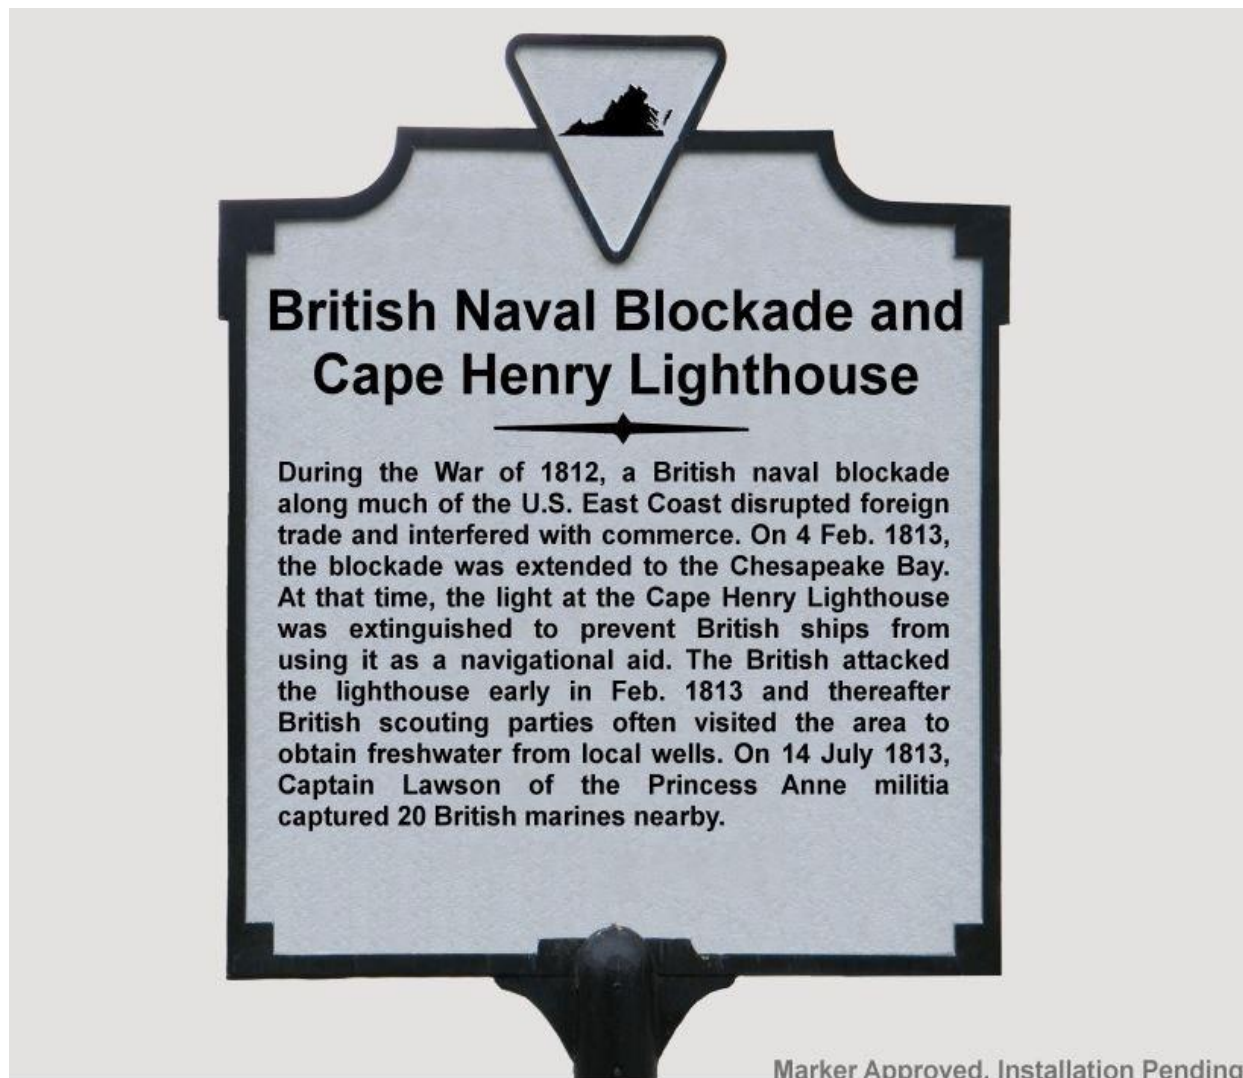 British Naval Blockade and
Cape Henry Lighthouse
During the War of 1812, a British naval blockade
along much of the U.S. East Coast disrupted foreign
trade and interfered with commerce. On 4 Feb. 1813,
the blockade was extended to the Chesapeake Bay.
At that time, the light at the Cape Henry Lighthouse
was extinguished to prevent British ships from
using it as a navigational aid. The British attacked
the lighthouse early in Feb. 1813 and thereafter
British scouting parties often visited the area to
obtain freshwater from local wells. On 14 July 1813,
Captain Lawson of the Princess Anne militia
captured 20 British marines nearby.
Marker Approved, Installation Pending